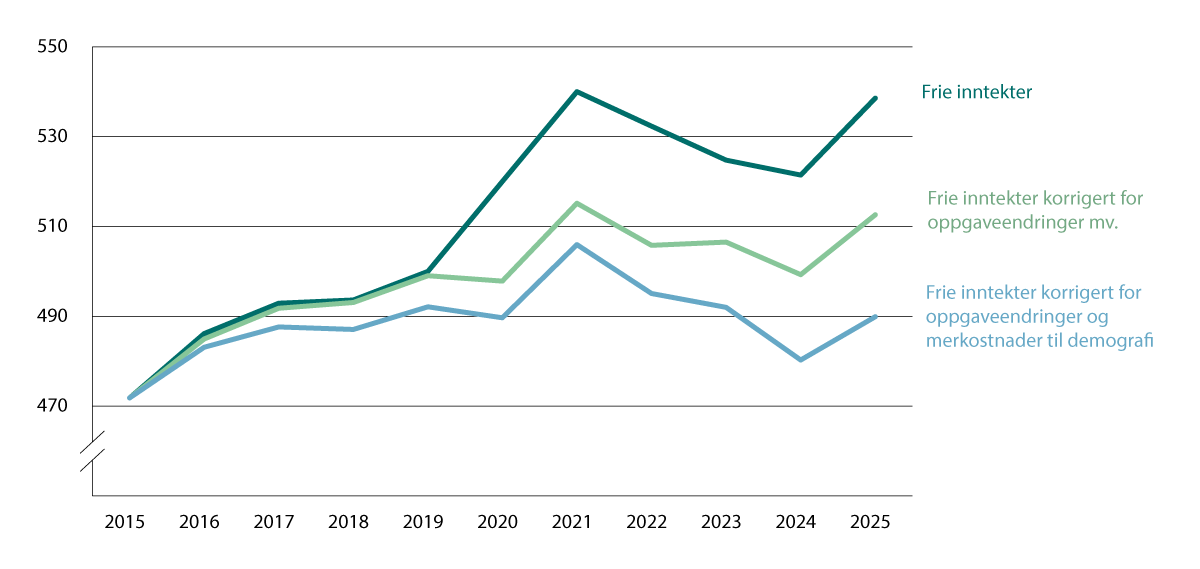 550
530
510
490
470
Frie inntekter
Frie inntekter korrigert for
oppgaveendringer mv.
Frie inntekter korrigert for
oppgaveendringer og
merkostnader til demografi
2015 2016 2017 2018 2019 2020 2021 2022 2023 2024 2025